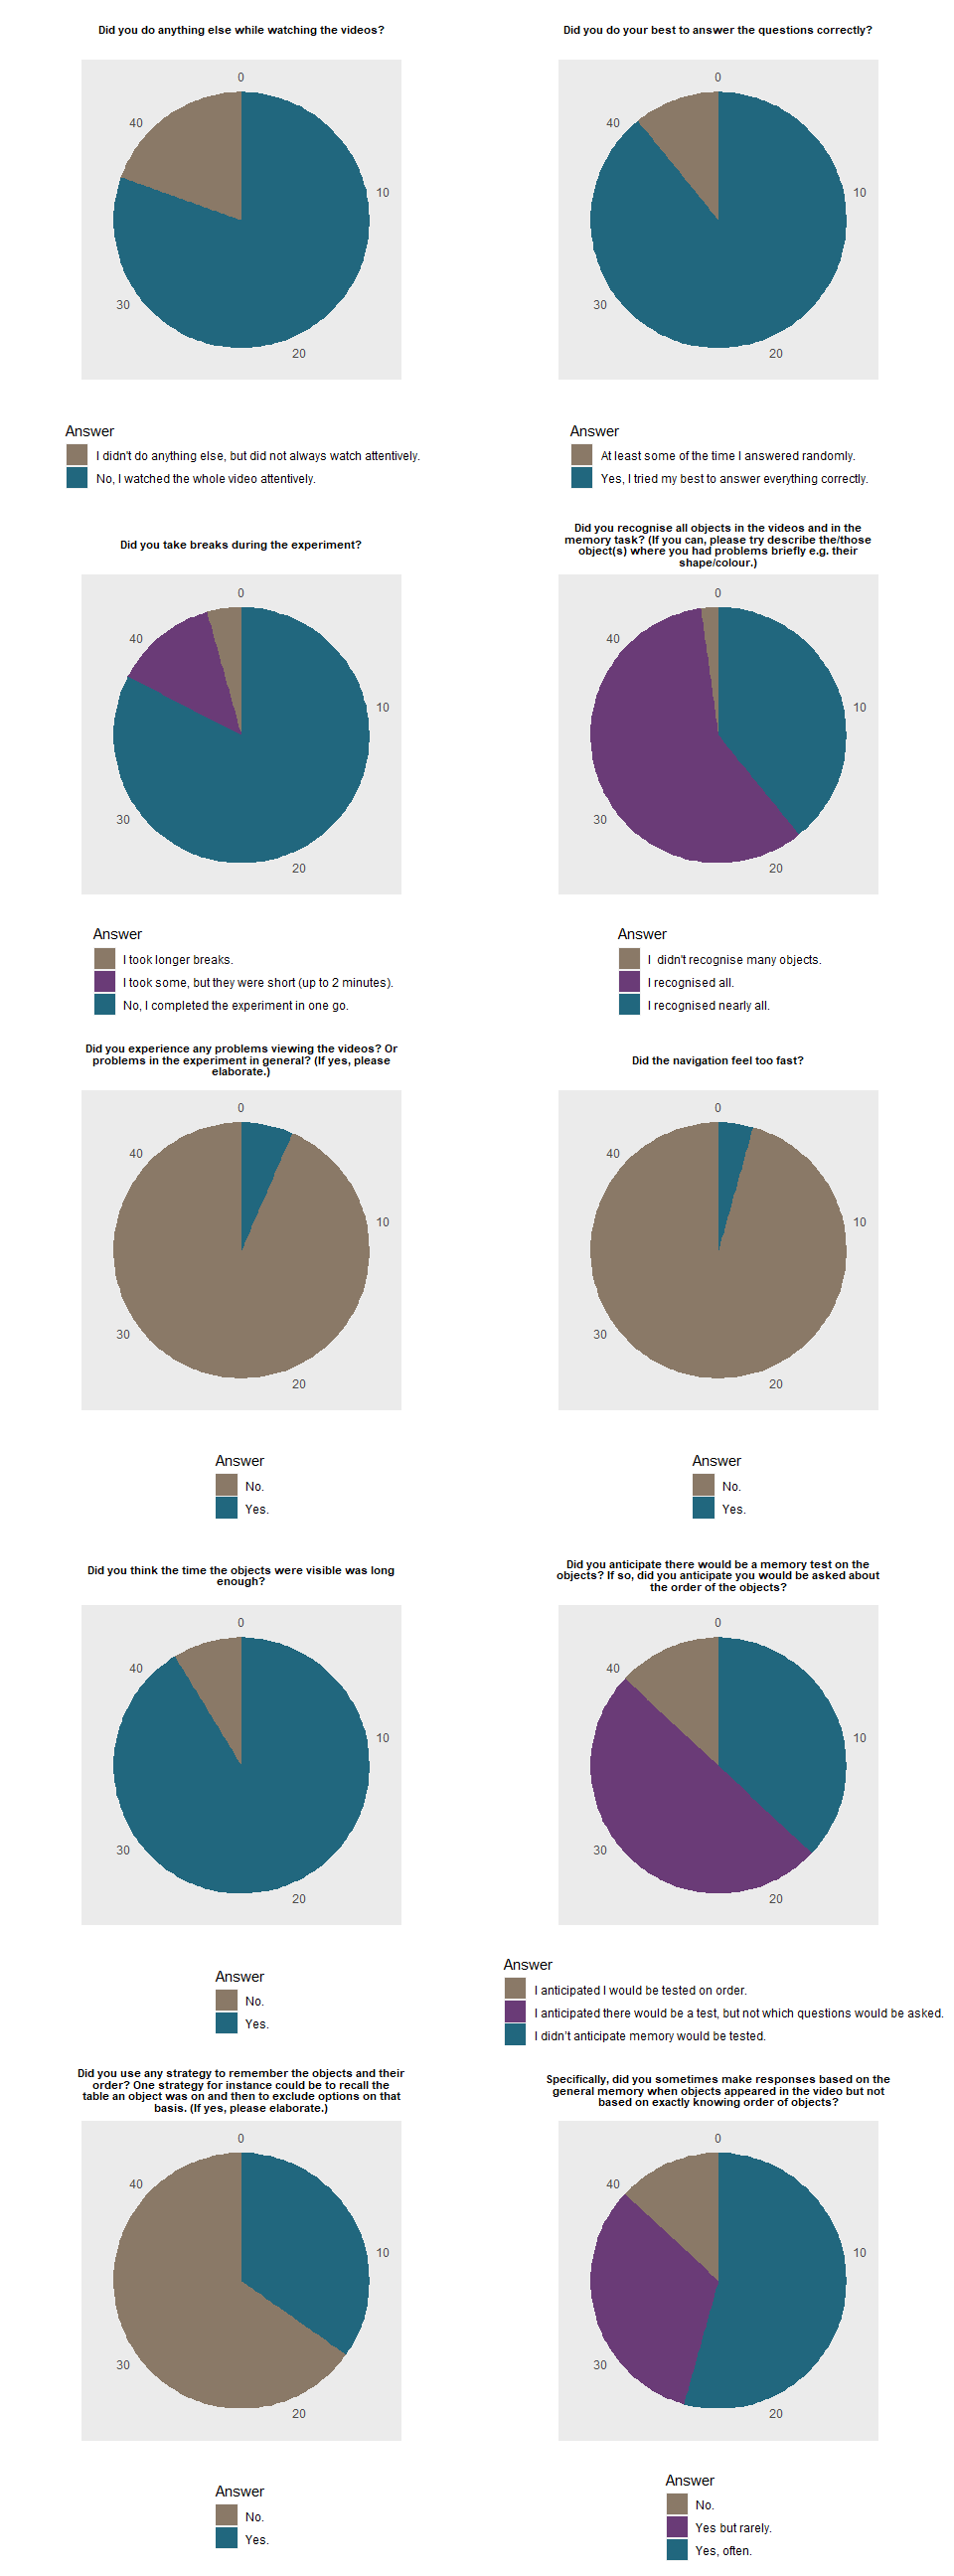 Did you do anything else while watching the videos?
0
10
20
30
40
Answer
I didn't do anything else, but did not always watch attentively.
No, I watched the whole video attentively.
Did you do your best to answer the questions correctly?
0
10
20
30
40
Answer
At least some of the time I answered randomly.
Yes, I tried my best to answer everything correctly.
Did you take breaks during the experiment?
0
10
20
30
40
Answer
I took longer breaks.
I took some, but they were short (up to 2 minutes).
No, I completed the experiment in one go.
Did you recognise all objects in the videos and in the
memory task? (If you can, please try describe the/those
object(s) where you had problems briefly e.g. their
shape/colour.)
0
10
20
30
40
Answer
I  didn't recognise many objects.
I recognised all.
I recognised nearly all.
Did you experience any problems viewing the videos? Or
problems in the experiment in general? (If yes, please
elaborate.)
0
10
20
30
40
Answer
No.
Yes.
Did the navigation feel too fast?
0
10
20
30
40
Answer
No.
Yes.
Did you think the time the objects were visible was long
enough?
0
10
20
30
40
Answer
No.
Yes.
Did you anticipate there would be a memory test on the
objects? If so, did you anticipate you would be asked about
the order of the objects?
0
10
20
30
40
Answer
I anticipated I would be tested on order.
I anticipated there would be a test, but not which questions would be asked.
I didn't anticipate memory would be tested.
Did you use any strategy to remember the objects and their
order? One strategy for instance could be to recall the
table an object was on and then to exclude options on that
basis. (If yes, please elaborate.)
0
10
20
30
40
Answer
No.
Yes.
Specifically, did you sometimes make responses based on the
general memory when objects appeared in the video but not
based on exactly knowing order of objects?
0
10
20
30
40
Answer
No.
Yes but rarely.
Yes, often.